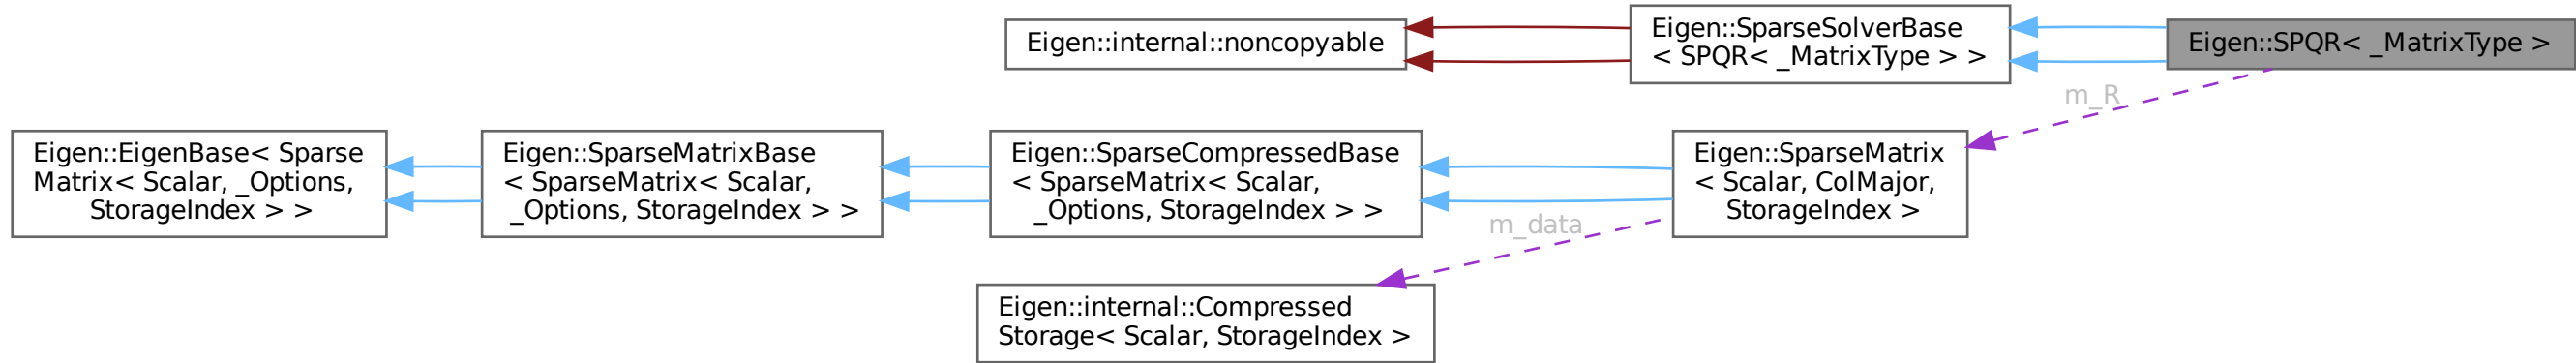 Eigen::internal::noncopyable
Eigen::SparseSolverBase
< SPQR< _MatrixType > >
Eigen::SPQR< _MatrixType >
m_R
Eigen::EigenBase< Sparse
Matrix< Scalar, _Options,
StorageIndex > >
Eigen::SparseMatrixBase
< SparseMatrix< Scalar,
_Options, StorageIndex > >
Eigen::SparseCompressedBase
< SparseMatrix< Scalar,
_Options, StorageIndex > >
Eigen::SparseMatrix
< Scalar, ColMajor,
StorageIndex >
m_data
Eigen::internal::Compressed
Storage< Scalar, StorageIndex >